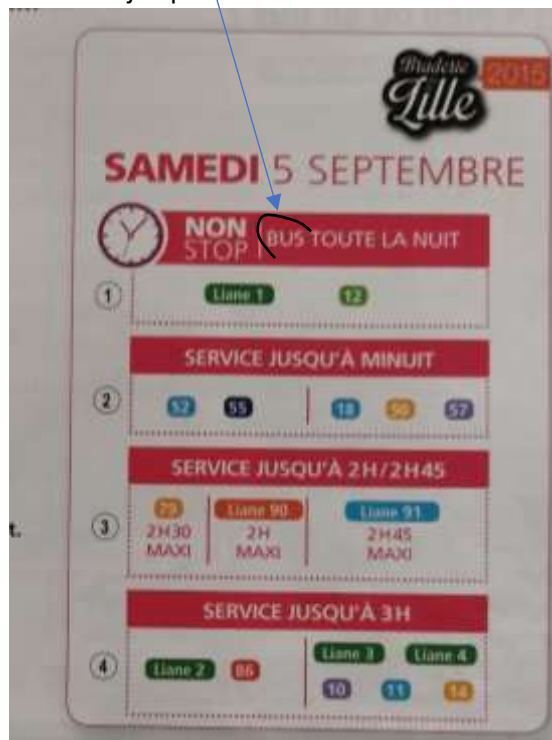 Braderie 2015
Lille
SAMEDI 5 SEPTEMBRE
NON STOP BUS TOUTE LA NUIT
1 Liane 1 12
SERVICE JUSQU'À MINUIT
2 52 55 18 50 57
SERVICE JUSQU'À 2H/2H45
79 Liane 90 Liane 91
t. 3 2H30 2H 2H45
MAXI MAXI MAXI
SERVICE JUSQU'À 3H
Liane 3 Liane 4
4 Liane 2 86
10 11 14